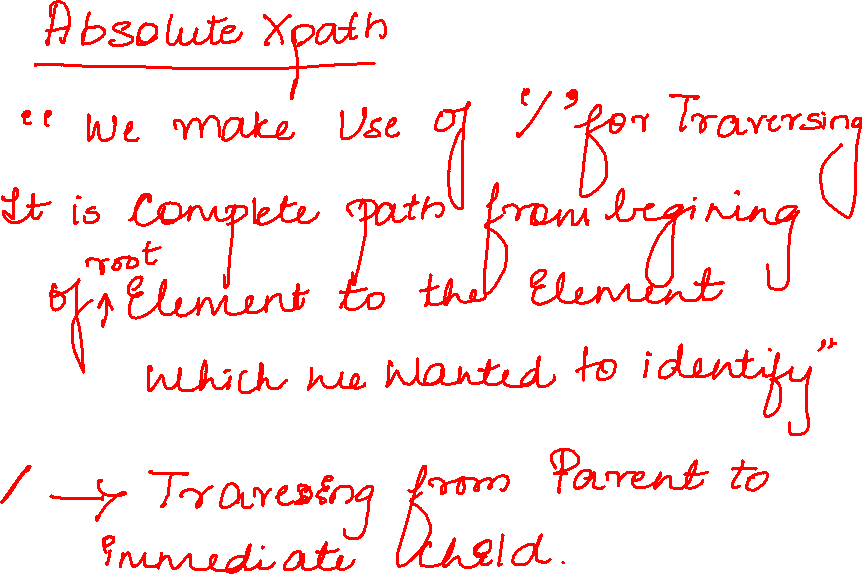 Absolute Xpath
“ We make Use of ‘/’ for Traversing
It is Complete path from begining
of root Element to the Element
which we wanted to identify”
/ → Traversing from Parent to
immediate Child.